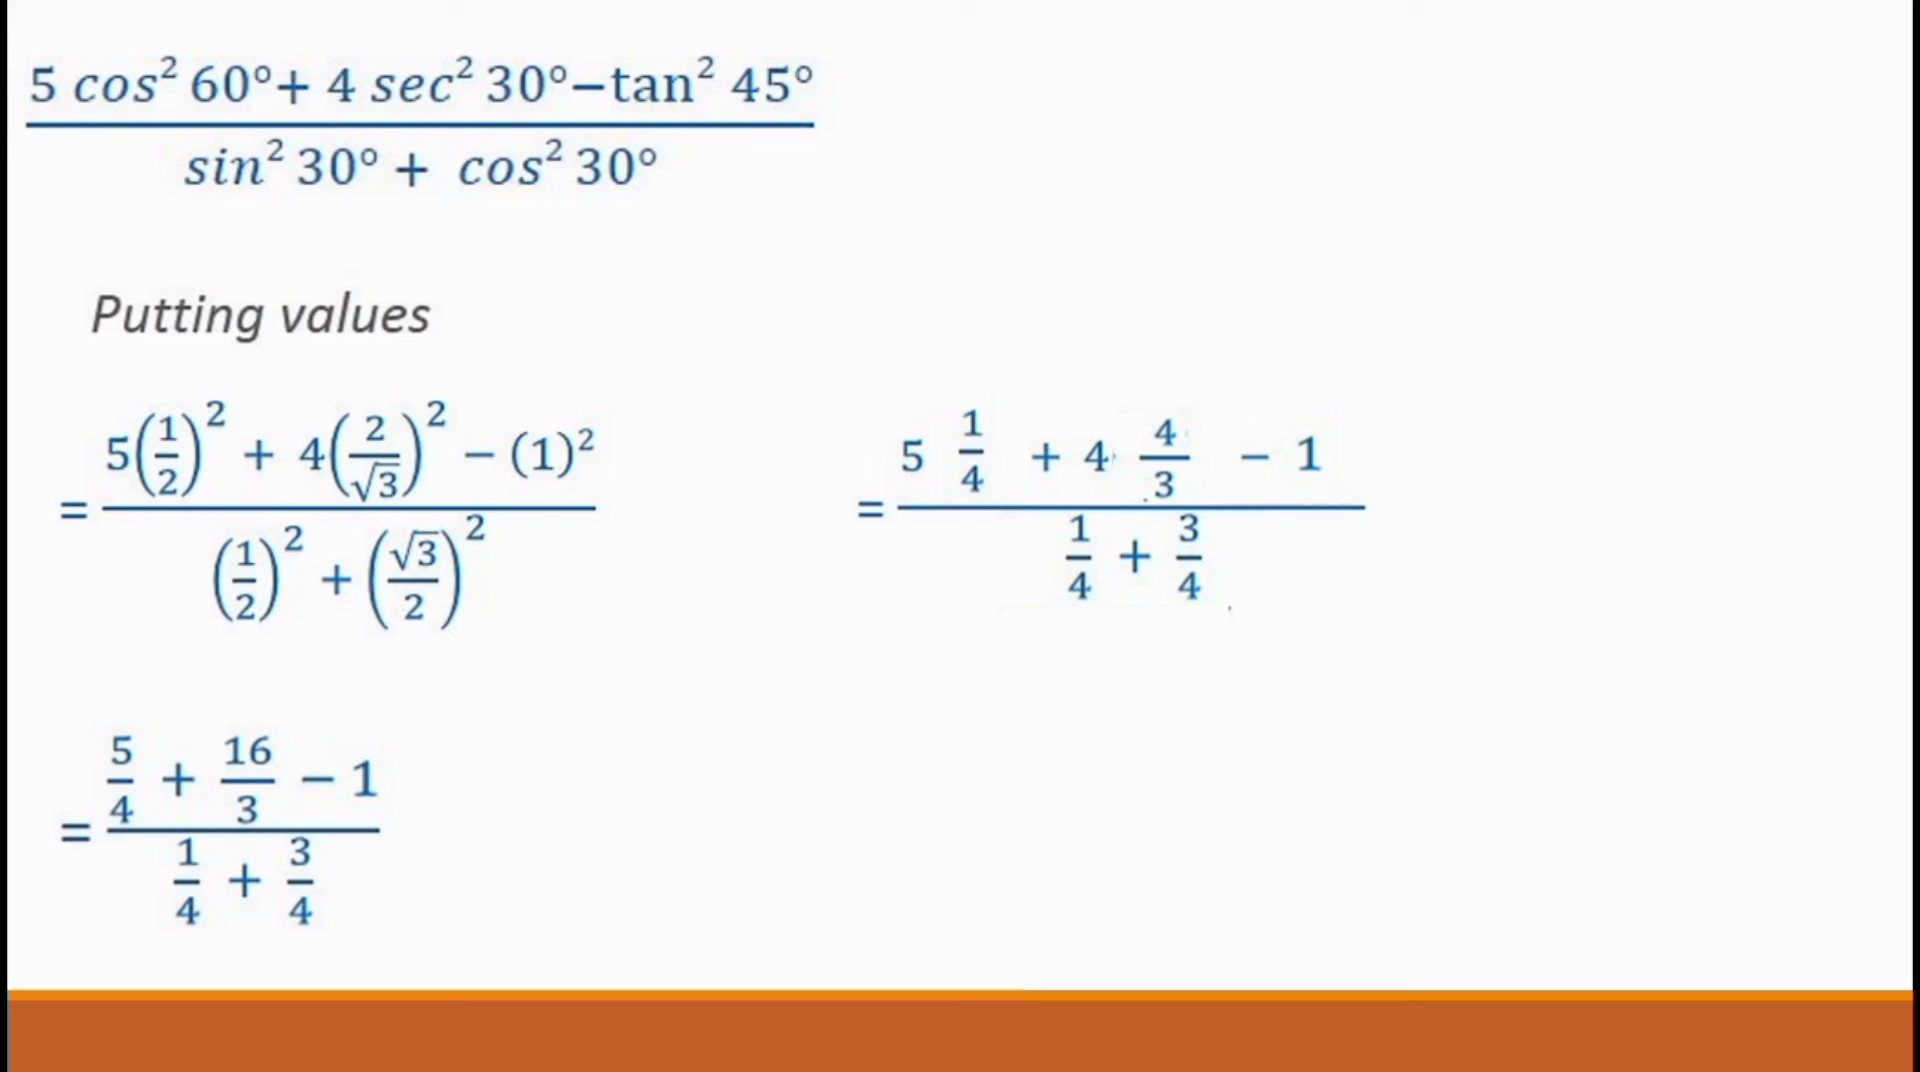 5 cos² 60°+ 4 sec² 30°−tan² 45°
sin² 30° + cos² 30°
Putting values
= 5(1/2)² + 4(2/√3)² − (1)²
(1/2)² + (√3/2)²
= 5 1/4 + 4 4/3 − 1
1/4 + 3/4
= 5/4 + 16/3 − 1
1/4 + 3/4